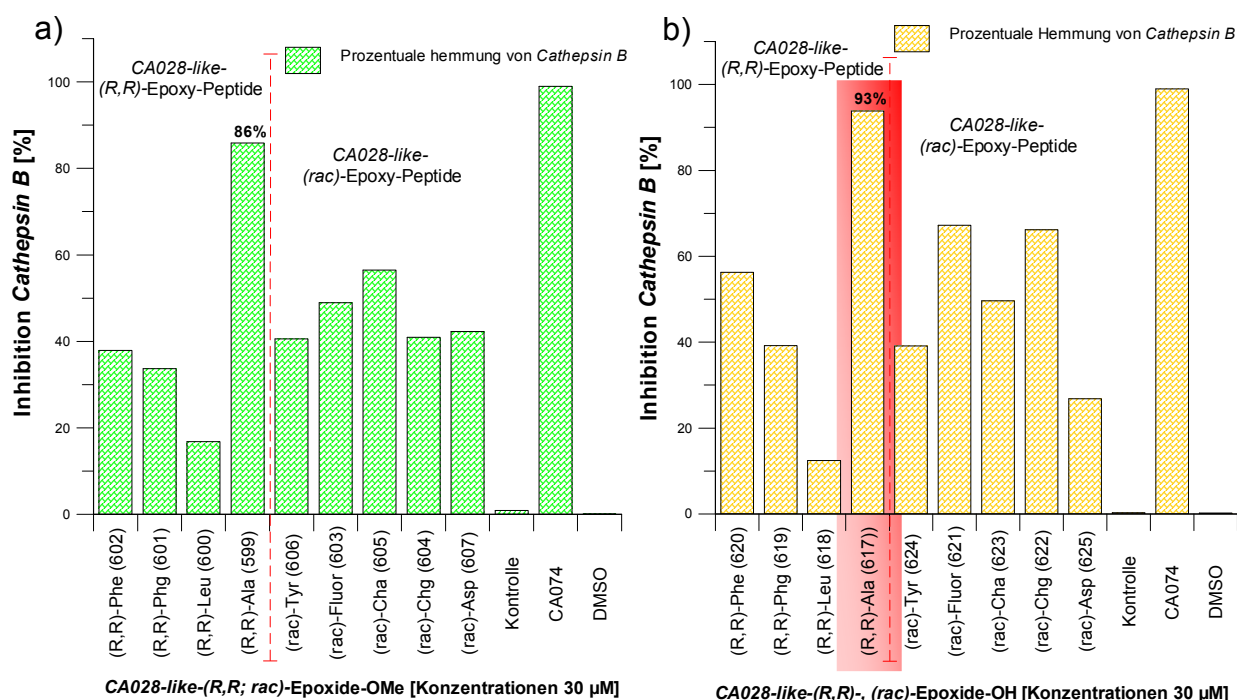 a)
Prozentuale hemmung von Cathepsin B
CA028-like-
(R,R)-Epoxy-Peptide
86%
CA028-like-
(rac)-Epoxy-Peptide
Inhibition Cathepsin B [%]
100
80
60
40
20
0
(R,R)-Phe (602)
(R,R)-Phg (601)
(R,R)-Leu (600)
(R,R)-Ala (599)
(rac)-Tyr (606)
(rac)-Fluor (603)
(rac)-Cha (605)
(rac)-Chg (604)
(rac)-Asp (607)
Kontrolle
CA074
DMSO
CA028-like-(R,R; rac)-Epoxide-OMe [Konzentrationen 30 µM]
b)
Prozentuale Hemmung von Cathepsin B
CA028-like-
(R,R)-Epoxy-Peptide
93%
CA028-like-
(rac)-Epoxy-Peptide
Inhibition Cathepsin B [%]
100
80
60
40
20
0
(R,R)-Phe (620)
(R,R)-Phg (619)
(R,R)-Leu (618)
(R,R)-Ala (617))
(rac)-Tyr (624)
(rac)-Fluor (621)
(rac)-Cha (623)
(rac)-Chg (622)
(rac)-Asp (625)
Kontrolle
CA074
DMSO
CA028-like-(R,R)-, (rac)-Epoxide-OH [Konzentrationen 30 µM]